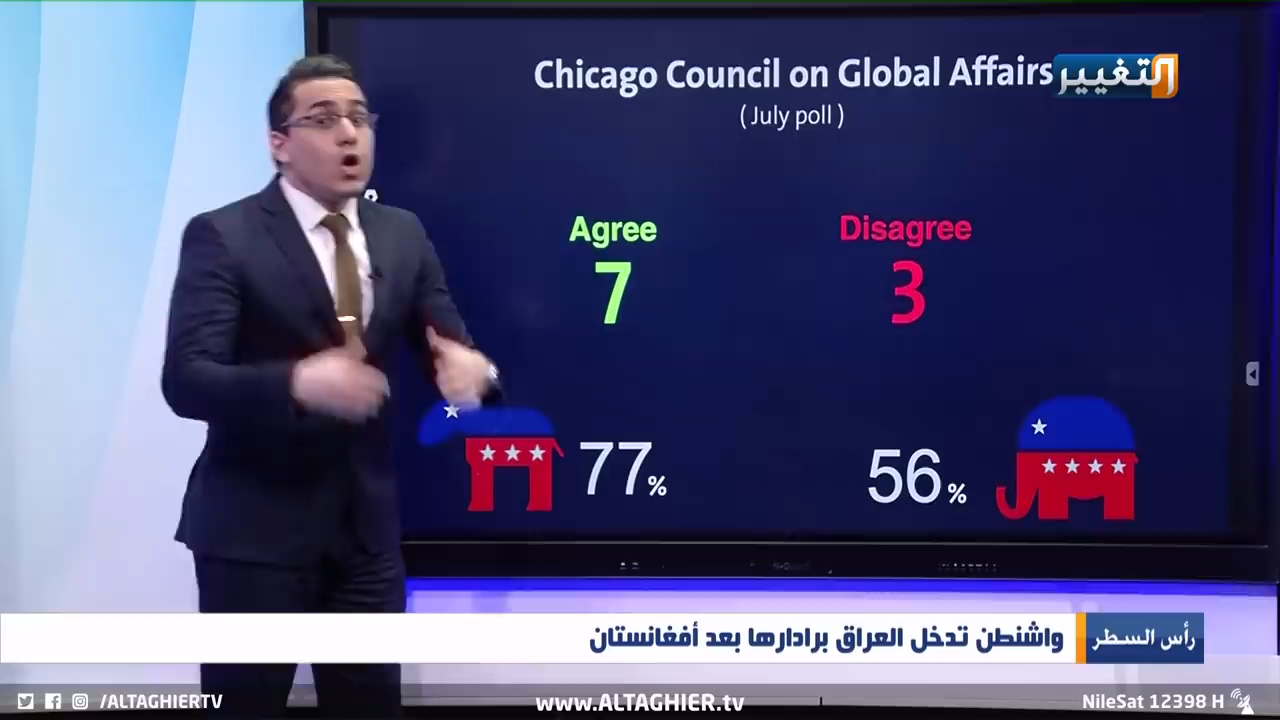 Chicago Council on Global Affairs
التغيير
( July poll )
Agree
Disagree
7
3
77%
56%
رأس السطر
واشنطن تدخل العراق برادارها بعد أفغانستان
/ALTAGHIERTV
www.ALTAGHIER.tv
NileSat 12398 H